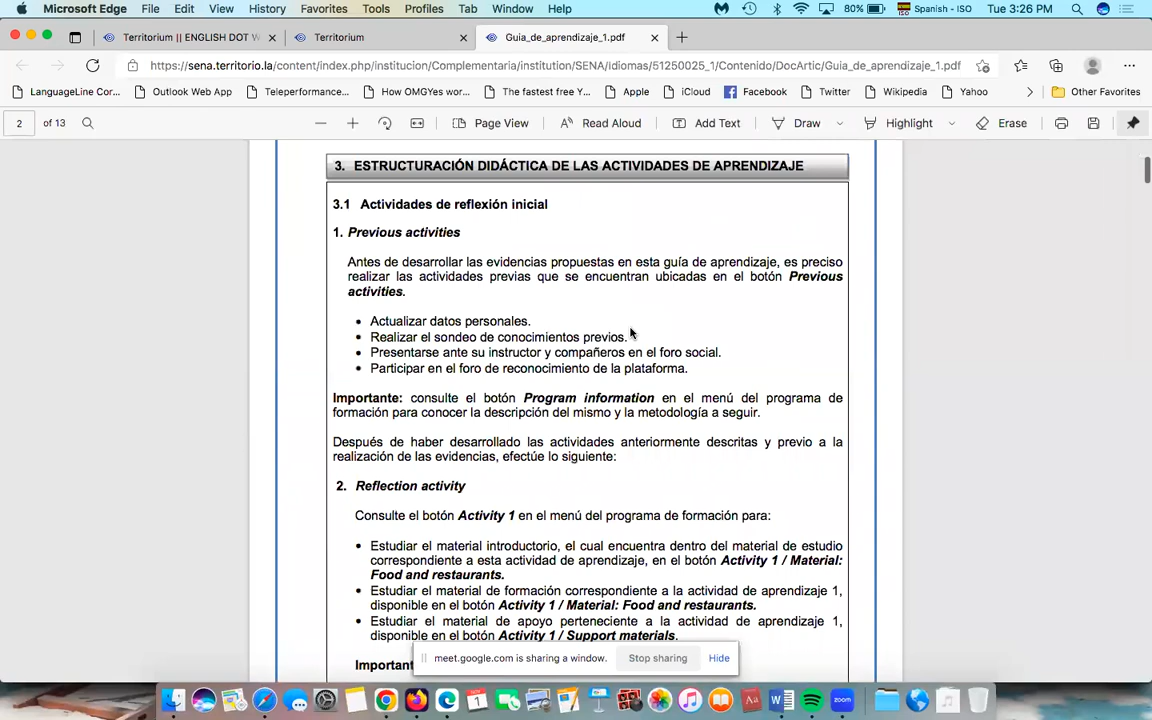 Microsoft Edge File Edit View History Favorites Tools Profiles Tab Window Help 80% Spanish - ISO Tue 3:26 PM
Territorium || ENGLISH DOT W Territorium Guia_de_aprendizaje_1.pdf
https://sena.territorio.la/content/index.php/institucion/Complementaria/institution/SENA/Idiomas/51250025_1/Contenido/DocArtic/Guia_de_aprendizaje_1.pdf
LanguageLine Cor... Outlook Web App Teleperformance... How OMGYes wor... The fastest free Y... Apple iCloud Facebook Twitter Wikipedia Yahoo Other Favorites
2 of 13 Page View Read Aloud Add Text Draw Highlight Erase
3. ESTRUCTURACIÓN DIDÁCTICA DE LAS ACTIVIDADES DE APRENDIZAJE
3.1 Actividades de reflexión inicial
1. Previous activities
Antes de desarrollar las evidencias propuestas en esta guía de aprendizaje, es preciso
realizar las actividades previas que se encuentran ubicadas en el botón Previous
activities.
• Actualizar datos personales.
• Realizar el sondeo de conocimientos previos.
• Presentarse ante su instructor y compañeros en el foro social.
• Participar en el foro de reconocimiento de la plataforma.
Importante: consulte el botón Program information en el menú del programa de
formación para conocer la descripción del mismo y la metodología a seguir.
Después de haber desarrollado las actividades anteriormente descritas y previo a la
realización de las evidencias, efectúe lo siguiente:
2. Reflection activity
Consulte el botón Activity 1 en el menú del programa de formación para:
• Estudiar el material introductorio, el cual encuentra dentro del material de estudio
correspondiente a esta actividad de aprendizaje, en el botón Activity 1 / Material:
Food and restaurants.
• Estudiar el material de formación correspondiente a la actividad de aprendizaje 1,
disponible en el botón Activity 1 / Material: Food and restaurants.
• Estudiar el material de apoyo perteneciente a la actividad de aprendizaje 1,
disponible en el botón Activity 1 / Support materials.
Important
meet.google.com is sharing a window. Stop sharing Hide
zoom